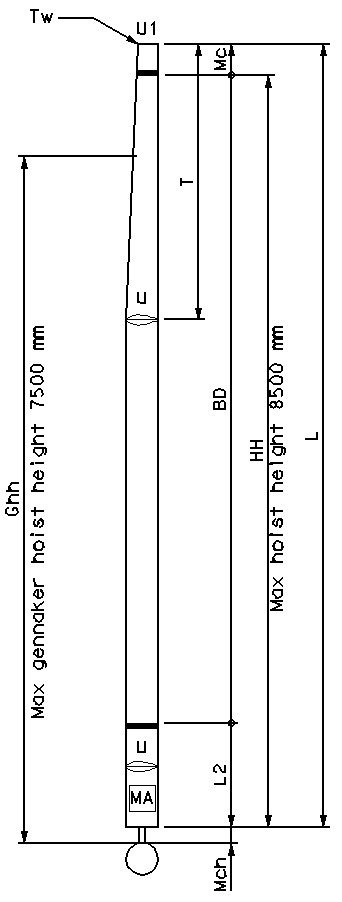 Tw
U1
Mc
T
U
BD
HH
Max hoist height 8500 mm
L
Ghh
Max gennaker hoist height 7500 mm
U
L2
MA
Mch